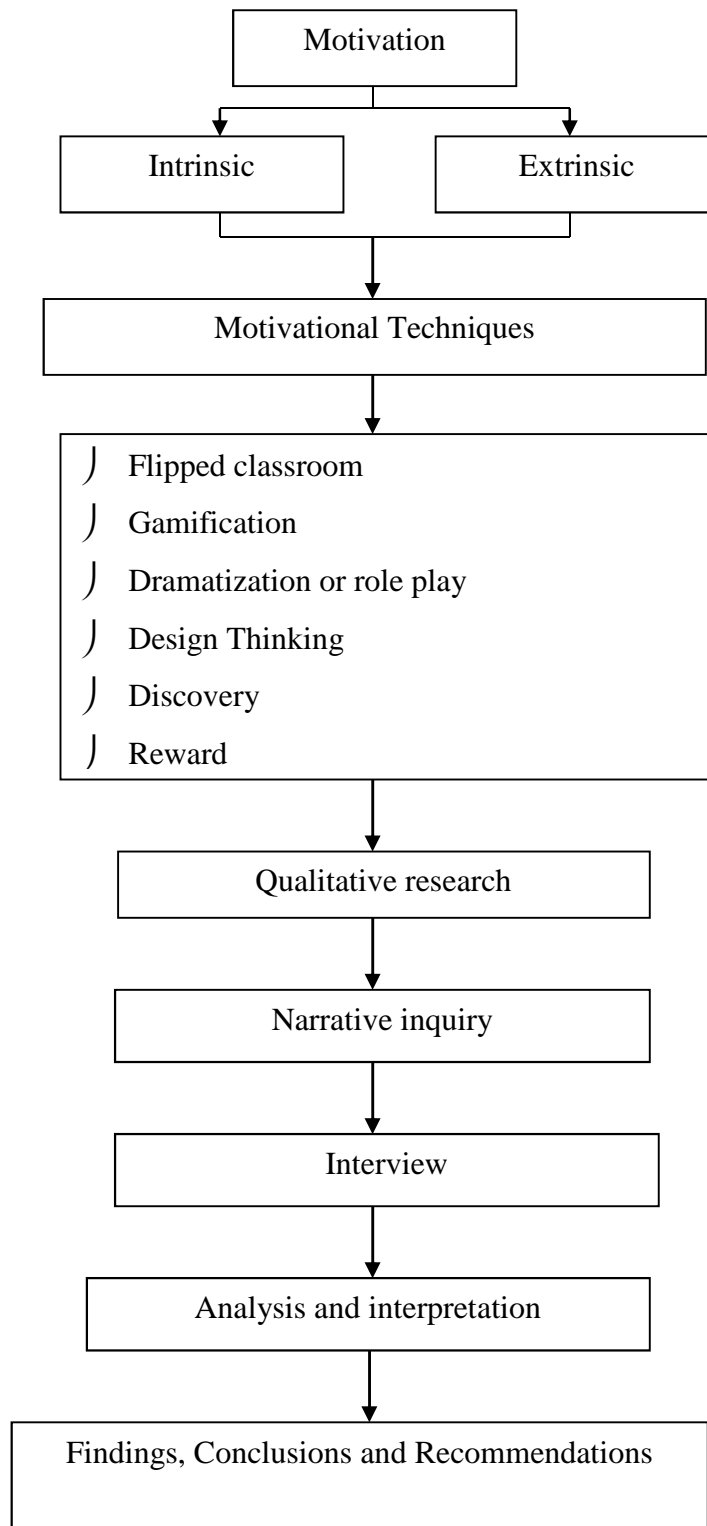 Motivation
Intrinsic
Extrinsic
Motivational Techniques
Flipped classroom
Gamification
Dramatization or role play
Design Thinking
Discovery
Reward
Qualitative research
Narrative inquiry
Interview
Analysis and interpretation
Findings, Conclusions and Recommendations